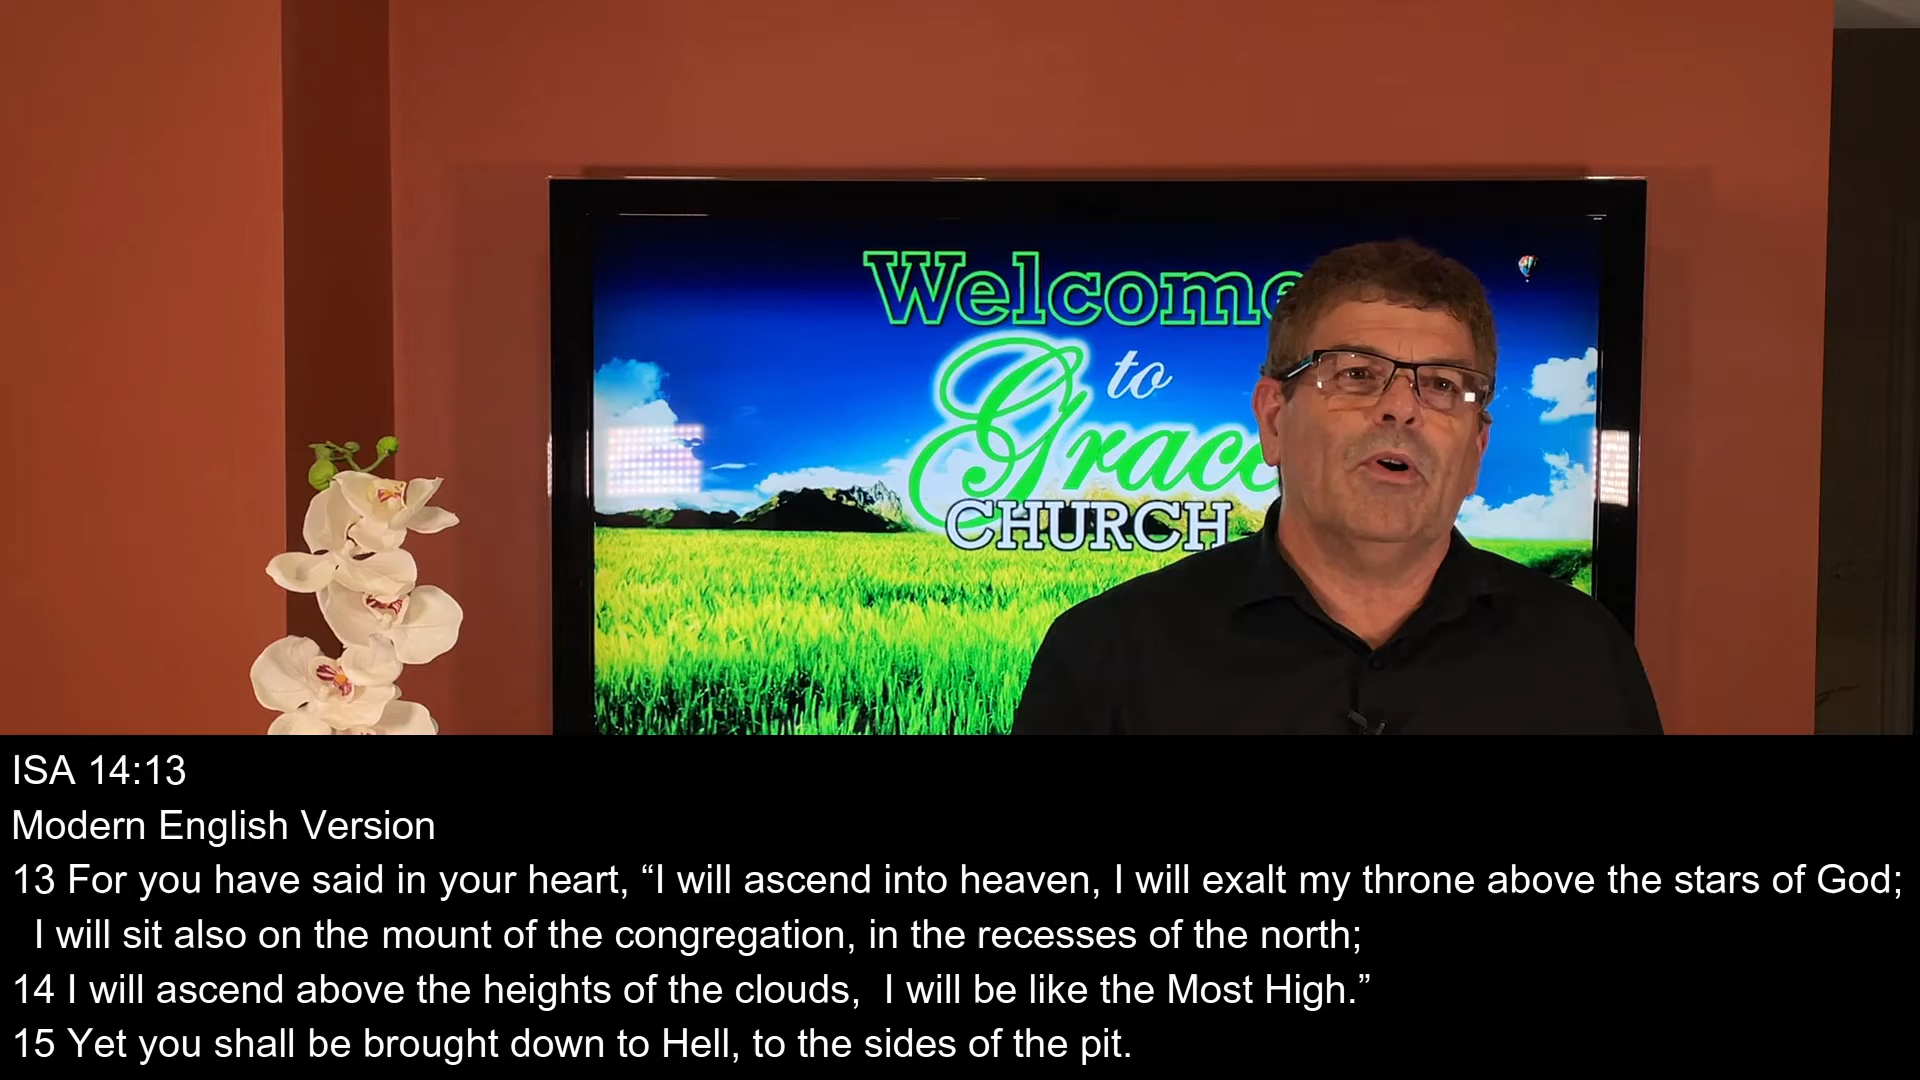 Welcome
to
Grace
CHURCH
ISA 14:13
Modern English Version
13 For you have said in your heart, “I will ascend into heaven, I will exalt my throne above the stars of God;
I will sit also on the mount of the congregation, in the recesses of the north;
14 I will ascend above the heights of the clouds,  I will be like the Most High.”
15 Yet you shall be brought down to Hell, to the sides of the pit.